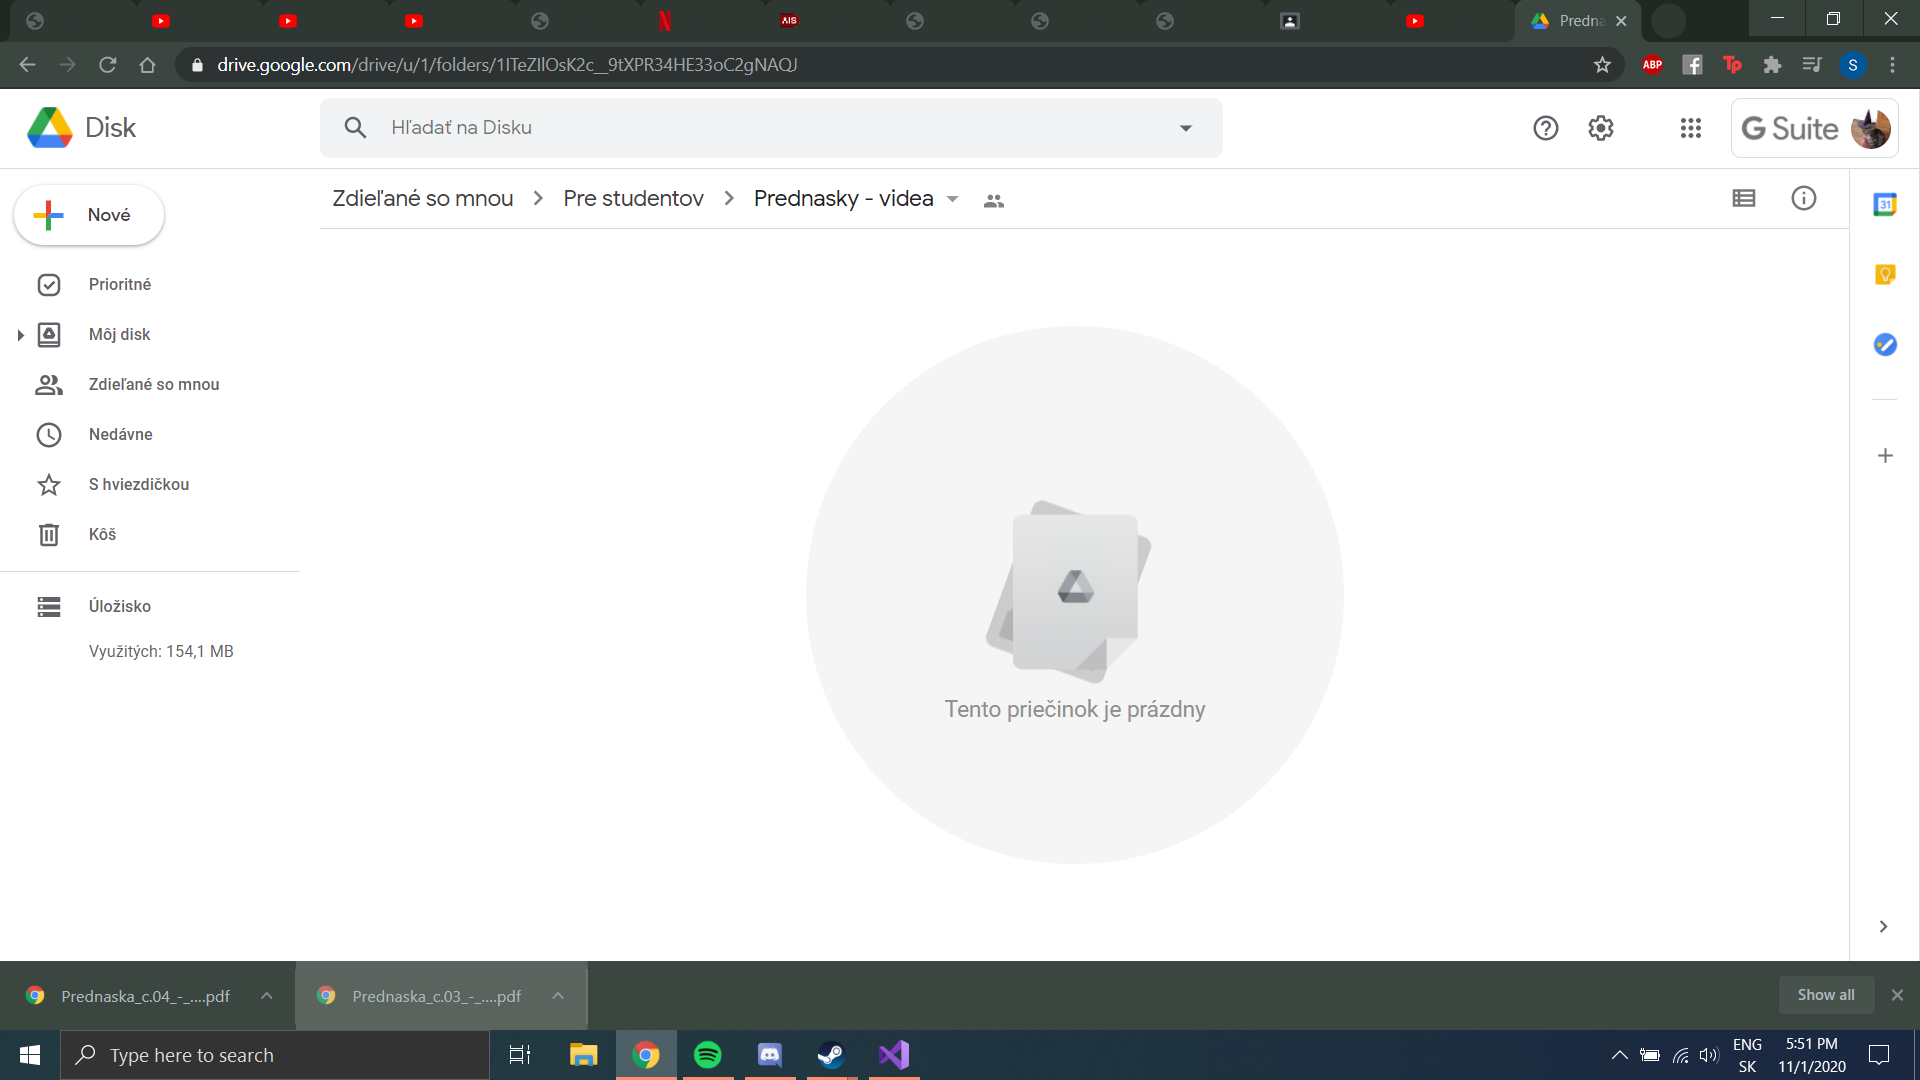 AIS
Predna
drive.google.com/drive/u/1/folders/1ITeZIlOsK2c__9tXPR34HE33oC2gNAQJ
ABP
Tp
S
Disk
Hľadať na Disku
G Suite
Nové
Zdieľané so mnou
Pre studentov
Prednasky - videa
31
Prioritné
Môj disk
Zdieľané so mnou
Nedávne
S hviezdičkou
Kôš
Úložisko
Využitých: 154,1 MB
Tento priečinok je prázdny
Prednaska_c.04_-_....pdf
Prednaska_c.03_-_....pdf
Show all
Type here to search
ENG
SK
5:51 PM
11/1/2020